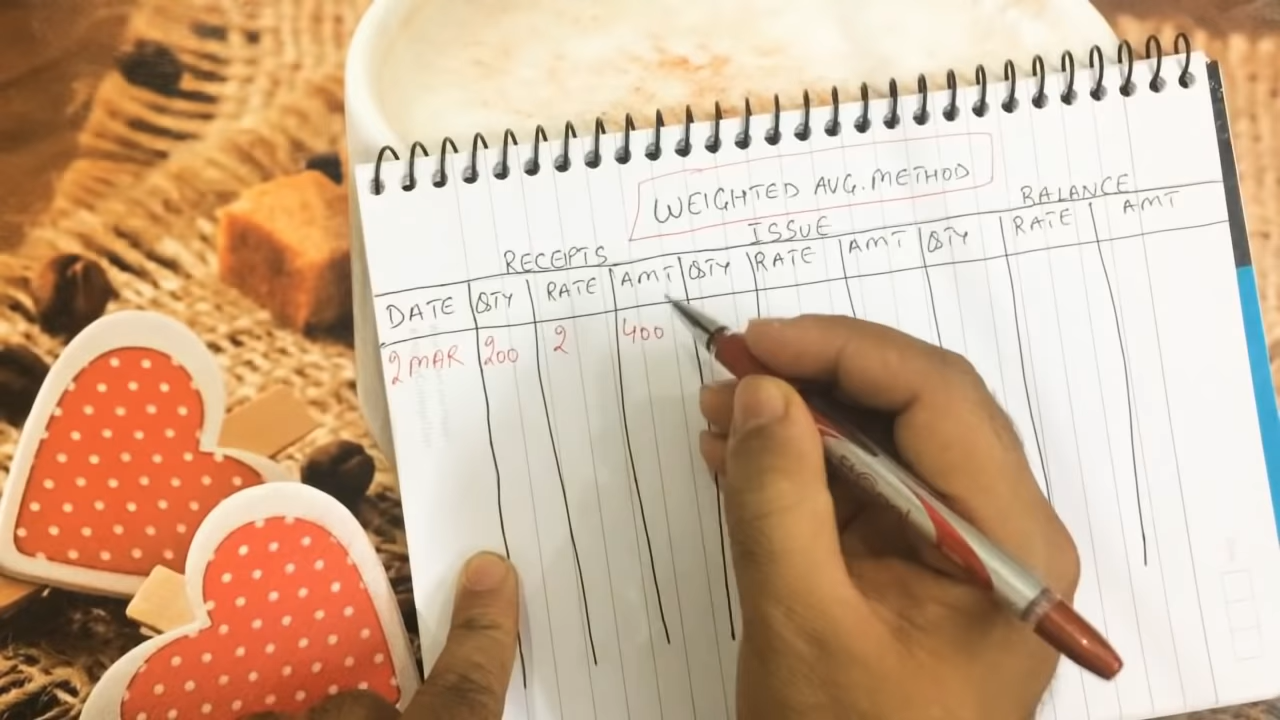 WEIGHTED AVG. METHOD
RECEIPTS ISSUE BALANCE
DATE QTY RATE AMT QTY RATE AMT QTY RATE AMT
2 MAR 200 2 400